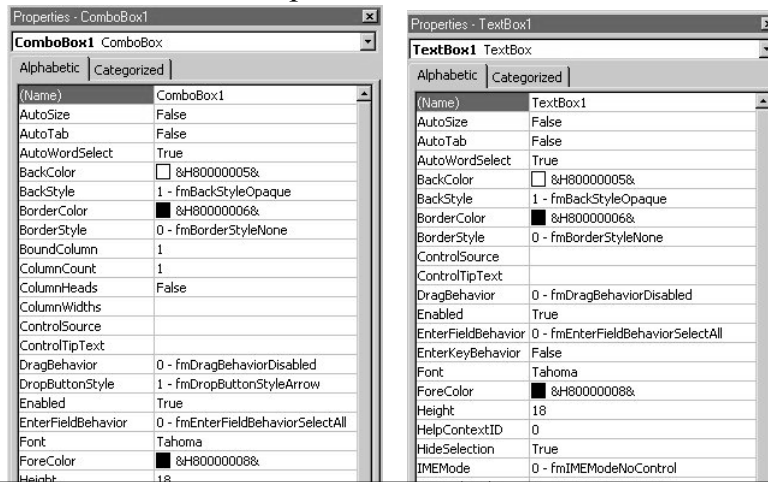 Properties - ComboBox1
ComboBox1 ComboBox
Alphabetic Categorized
(Name) ComboBox1
AutoSize False
AutoTab False
AutoWordSelect True
BackColor &H80000005&
BackStyle 1 - fmBackStyleOpaque
BorderColor &H80000006&
BorderStyle 0 - fmBorderStyleNone
BoundColumn 1
ColumnCount 1
ColumnHeads False
ColumnWidths
ControlSource
ControlTipText
DragBehavior 0 - fmDragBehaviorDisabled
DropButtonStyle 1 - fmDropButtonStyleArrow
Enabled True
EnterFieldBehavior 0 - fmEnterFieldBehaviorSelectAll
Font Tahoma
ForeColor &H80000008&
Height 18
Properties - TextBox1
TextBox1 TextBox
Alphabetic Categorized
(Name) TextBox1
AutoSize False
AutoTab False
AutoWordSelect True
BackColor &H80000005&
BackStyle 1 - fmBackStyleOpaque
BorderColor &H80000006&
BorderStyle 0 - fmBorderStyleNone
ControlSource
ControlTipText
DragBehavior 0 - fmDragBehaviorDisabled
Enabled True
EnterFieldBehavior 0 - fmEnterFieldBehaviorSelectAll
EnterKeyBehavior False
Font Tahoma
ForeColor &H80000008&
Height 18
HelpContextID 0
HideSelection True
IMEMode 0 - fmIMEModeNoControl